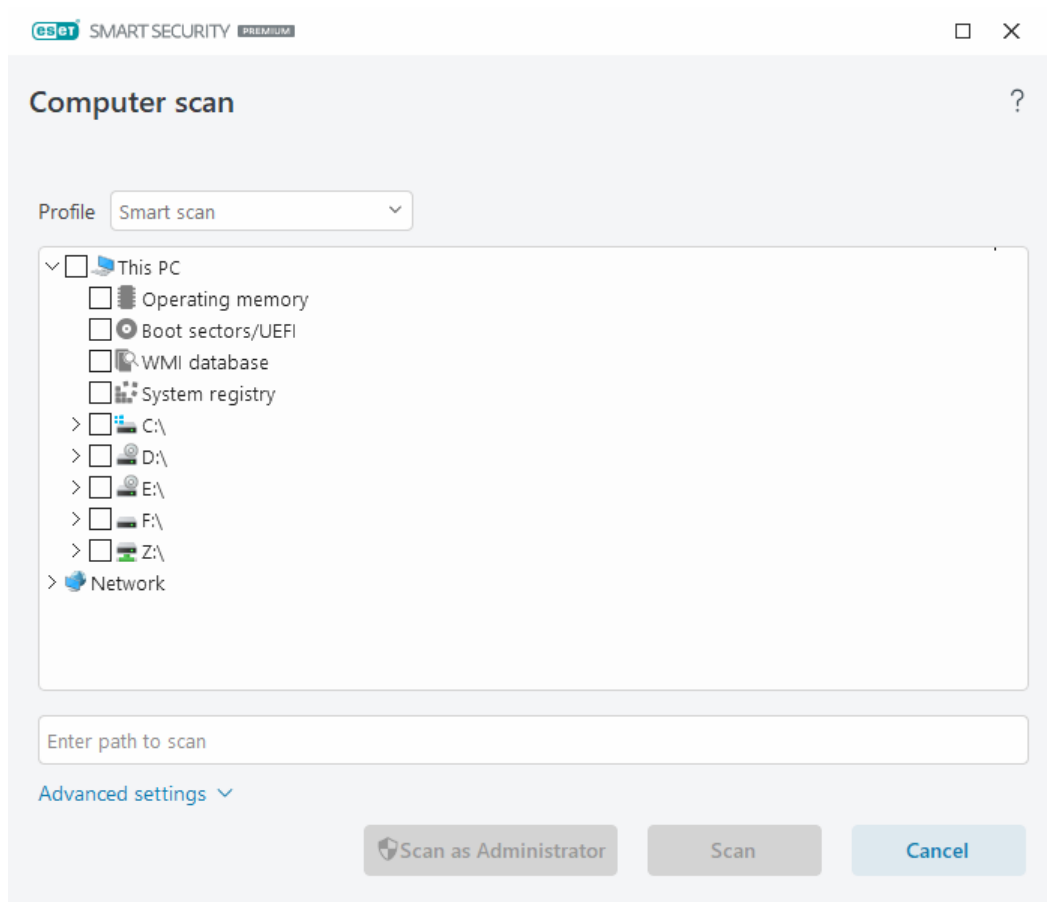 eset SMART SECURITY PREMIUM
Computer scan
?
Profile Smart scan
This PC
Operating memory
Boot sectors/UEFI
WMI database
System registry
C:\
D:\
E:\
F:\
Z:\
Network
Enter path to scan
Advanced settings
Scan as Administrator Scan Cancel